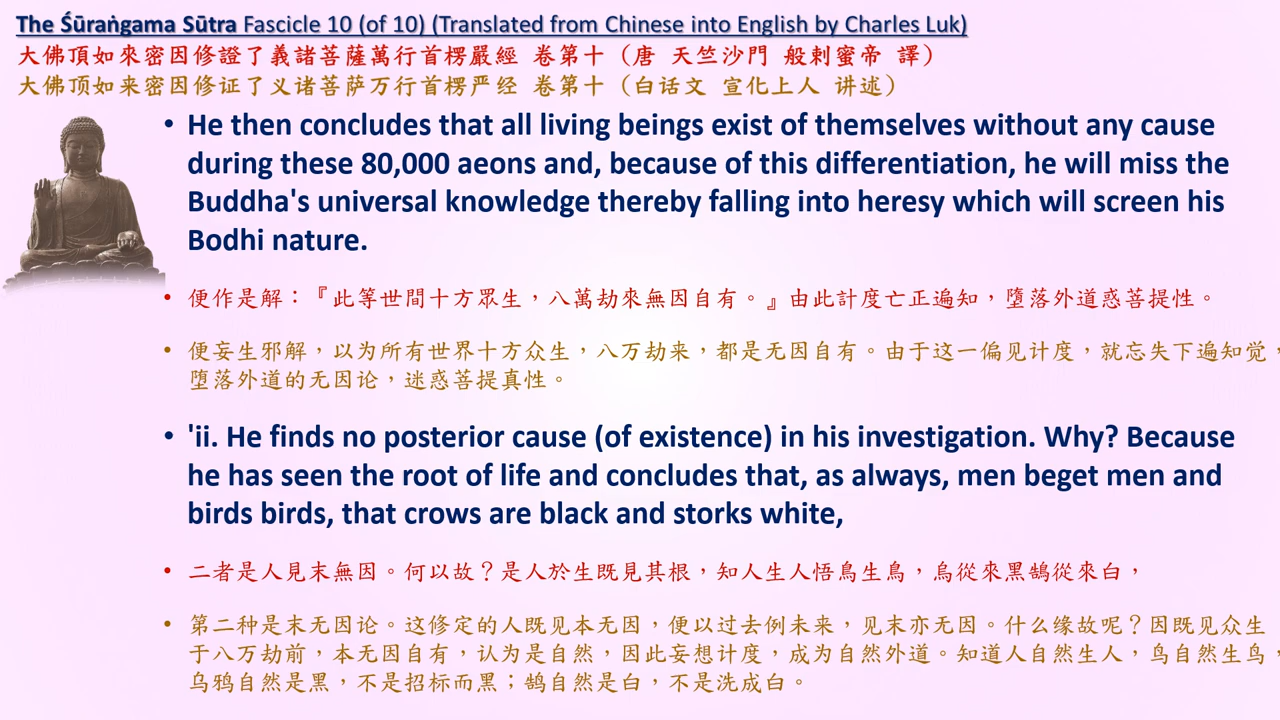 The Śūraṅgama Sūtra Fascicle 10 (of 10) (Translated from Chinese into English by Charles Luk)
大佛頂如來密因修證了義諸菩薩萬行首楞嚴經 卷第十（唐 天竺沙門 般剌蜜帝 譯）
大佛顶如来密因修证了义诸菩萨万行首楞严经 卷第十（白话文 宣化上人 讲述）
• He then concludes that all living beings exist of themselves without any cause
during these 80,000 aeons and, because of this differentiation, he will miss the
Buddha's universal knowledge thereby falling into heresy which will screen his
Bodhi nature.
• 便作是解：『此等世間十方眾生，八萬劫來無因自有。』由此計度亡正遍知，墮落外道惑菩提性。
• 便妄生邪解，以为所有世界十方众生，八万劫来，都是无因自有。由于这一偏见计度，就忘失下遍知觉，
堕落外道的无因论，迷惑菩提真性。
• 'ii. He finds no posterior cause (of existence) in his investigation. Why? Because
he has seen the root of life and concludes that, as always, men beget men and
birds birds, that crows are black and storks white,
• 二者是人見末無因。何以故？是人於生既見其根，知人生人悟鳥生鳥，烏從來黑鵠從來白，
• 第二种是末无因论。这修定的人既见本无因，便以过去例未来，见末亦无因。什么缘故呢？因既见众生
于八万劫前，本无因自有，认为是自然，因此妄想计度，成为自然外道。知道人自然生人，鸟自然生鸟，
乌鸦自然是黑，不是招标而黑；鹄自然是白，不是洗成白。